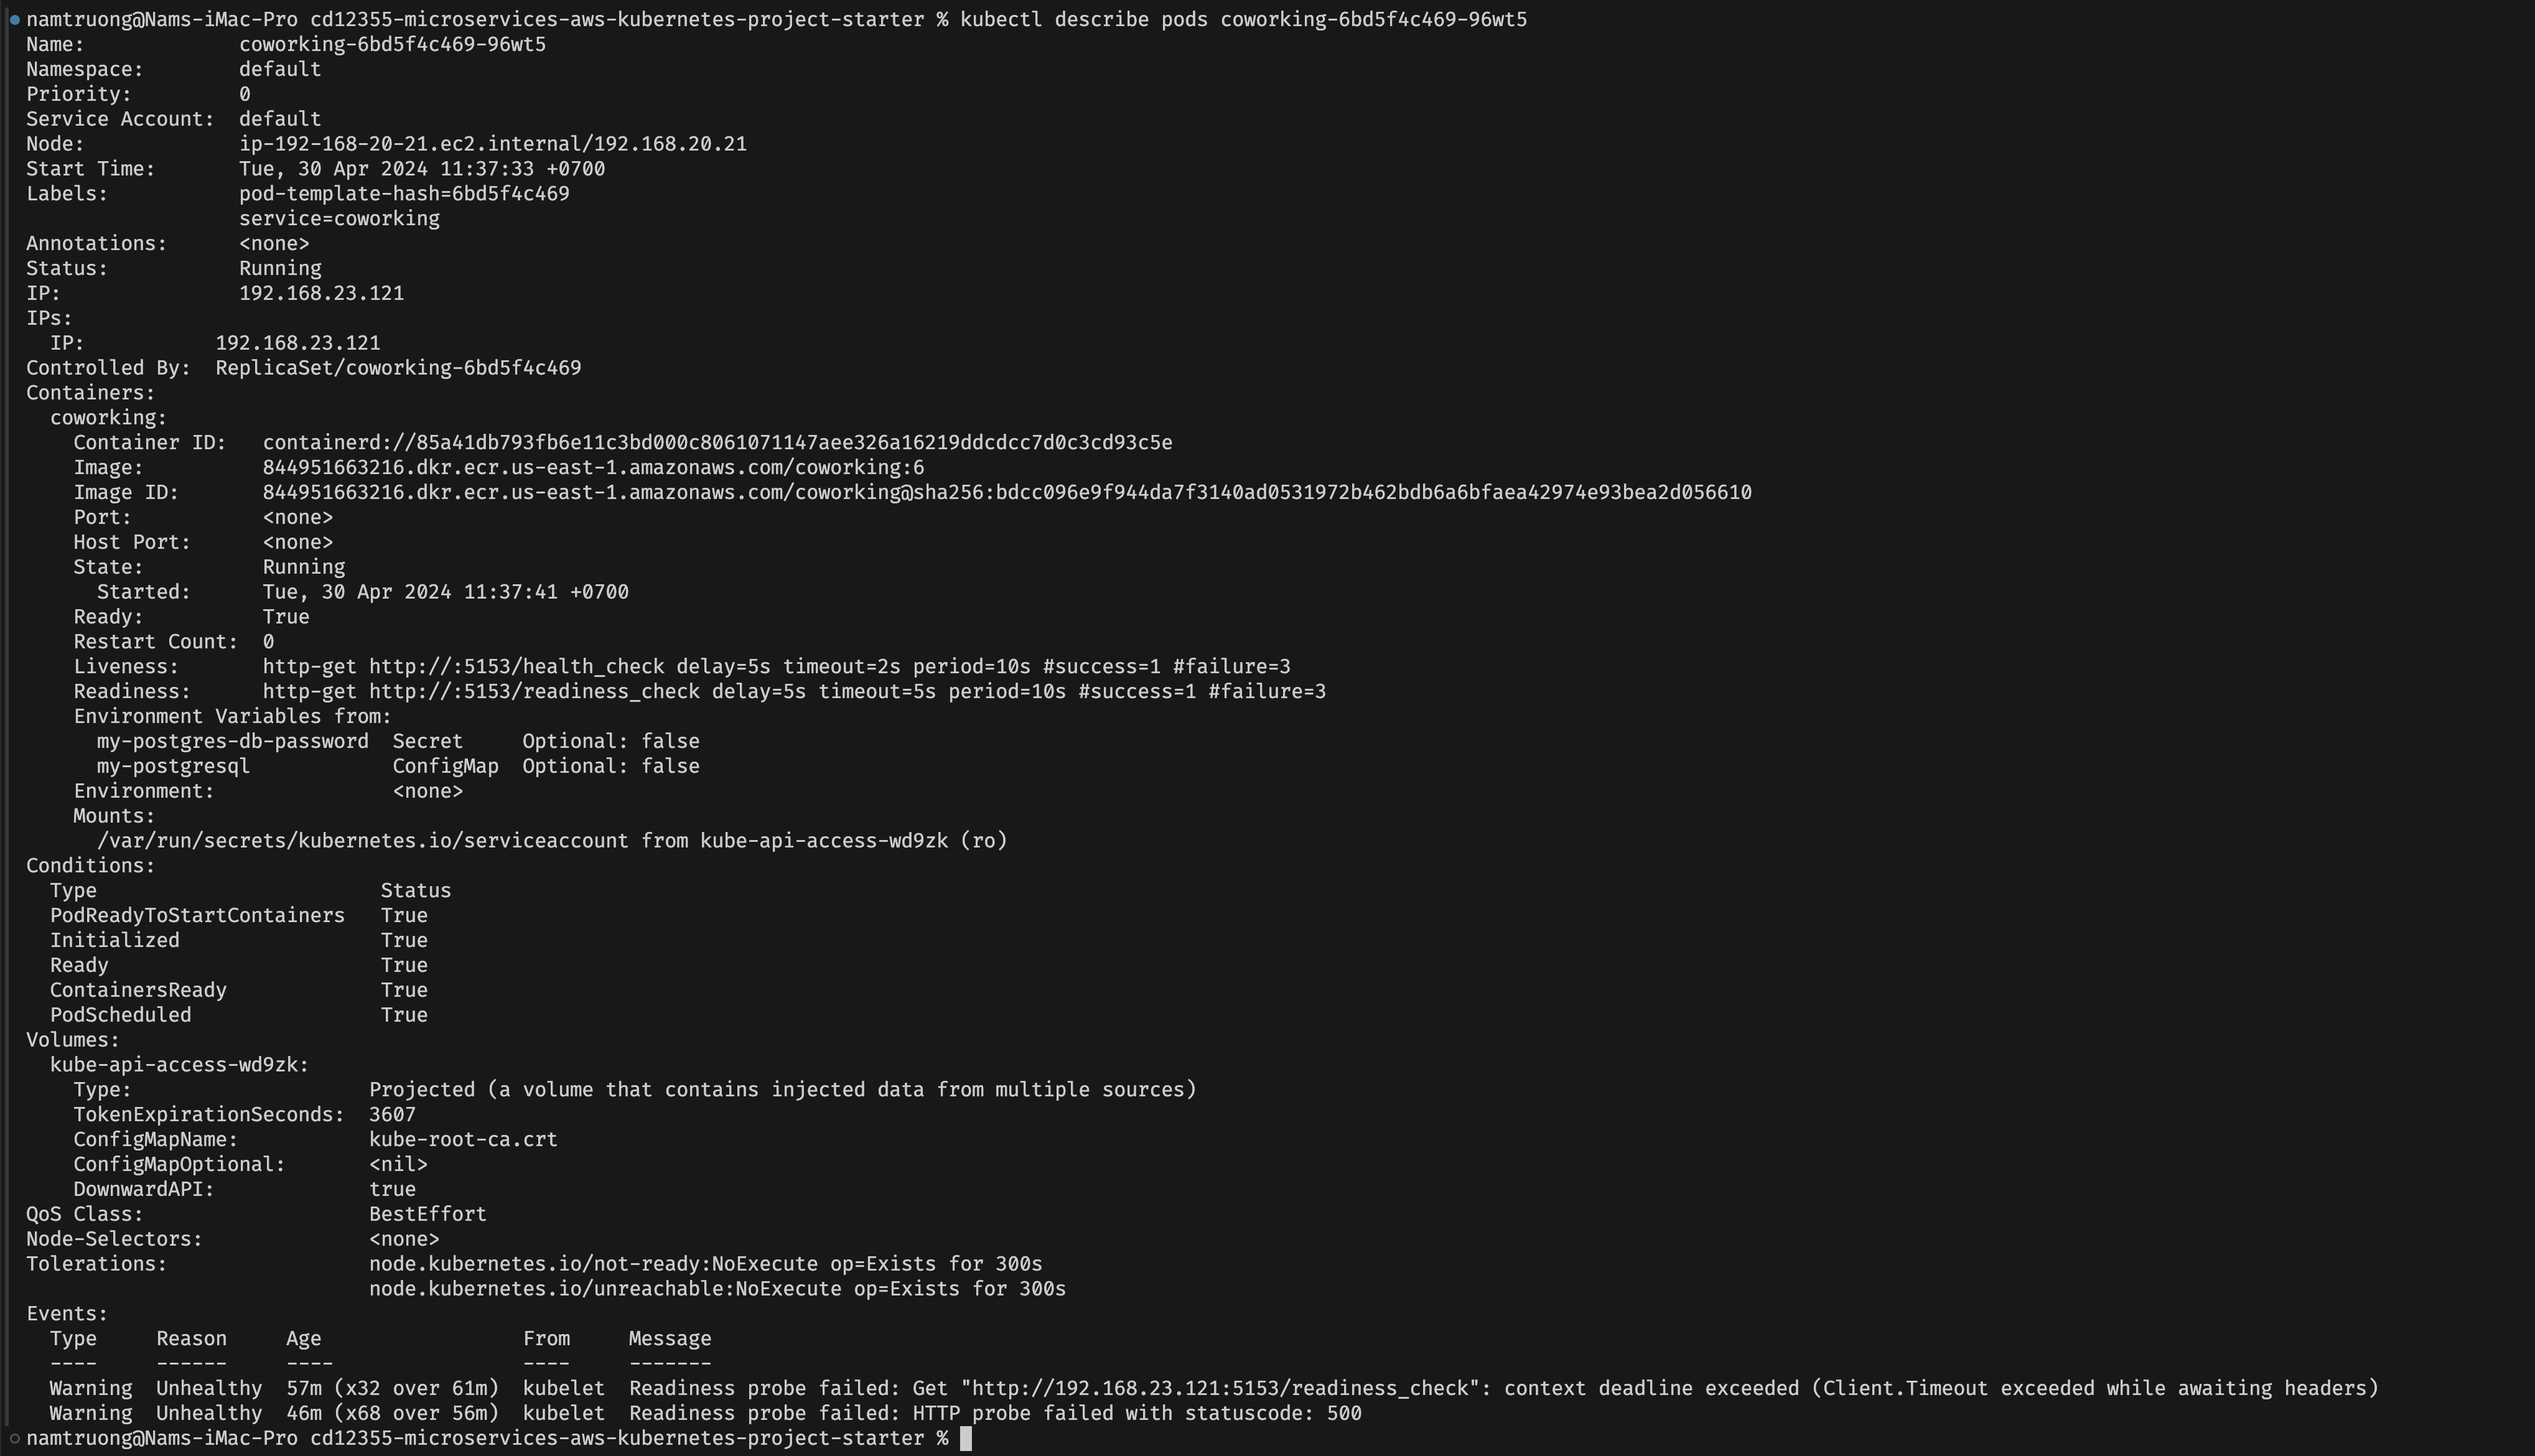 namtruong@Nams-iMac-Pro cd12355-microservices-aws-kubernetes-project-starter % kubectl describe pods coworking-6bd5f4c469-96wt5
Name:             coworking-6bd5f4c469-96wt5
Namespace:        default
Priority:         0
Service Account:  default
Node:             ip-192-168-20-21.ec2.internal/192.168.20.21
Start Time:       Tue, 30 Apr 2024 11:37:33 +0700
Labels:           pod-template-hash=6bd5f4c469
                  service=coworking
Annotations:      <none>
Status:           Running
IP:               192.168.23.121
IPs:
  IP:           192.168.23.121
Controlled By:  ReplicaSet/coworking-6bd5f4c469
Containers:
  coworking:
    Container ID:   containerd://85a41db793fb6e11c3bd000c8061071147aee326a16219ddcdcc7d0c3cd93c5e
    Image:          844951663216.dkr.ecr.us-east-1.amazonaws.com/coworking:6
    Image ID:       844951663216.dkr.ecr.us-east-1.amazonaws.com/coworking@sha256:bdcc096e9f944da7f3140ad0531972b462bdb6a6bfaea42974e93bea2d056610
    Port:           <none>
    Host Port:      <none>
    State:          Running
      Started:      Tue, 30 Apr 2024 11:37:41 +0700
    Ready:          True
    Restart Count:  0
    Liveness:       http-get http://:5153/health_check delay=5s timeout=2s period=10s #success=1 #failure=3
    Readiness:      http-get http://:5153/readiness_check delay=5s timeout=5s period=10s #success=1 #failure=3
    Environment Variables from:
      my-postgres-db-password  Secret     Optional: false
      my-postgresql            ConfigMap  Optional: false
    Environment:               <none>
    Mounts:
      /var/run/secrets/kubernetes.io/serviceaccount from kube-api-access-wd9zk (ro)
Conditions:
  Type                        Status
  PodReadyToStartContainers   True
  Initialized                 True
  Ready                       True
  ContainersReady             True
  PodScheduled                True
Volumes:
  kube-api-access-wd9zk:
    Type:                    Projected (a volume that contains injected data from multiple sources)
    TokenExpirationSeconds:  3607
    ConfigMapName:           kube-root-ca.crt
    ConfigMapOptional:       <nil>
    DownwardAPI:             true
QoS Class:                   BestEffort
Node-Selectors:              <none>
Tolerations:                 node.kubernetes.io/not-ready:NoExecute op=Exists for 300s
                             node.kubernetes.io/unreachable:NoExecute op=Exists for 300s
Events:
  Type     Reason     Age                 From     Message
  ----     ------     ----                ----     -------
  Warning  Unhealthy  57m (x32 over 61m)  kubelet  Readiness probe failed: Get "http://192.168.23.121:5153/readiness_check": context deadline exceeded (Client.Timeout exceeded while awaiting headers)
  Warning  Unhealthy  46m (x68 over 56m)  kubelet  Readiness probe failed: HTTP probe failed with statuscode: 500
namtruong@Nams-iMac-Pro cd12355-microservices-aws-kubernetes-project-starter %